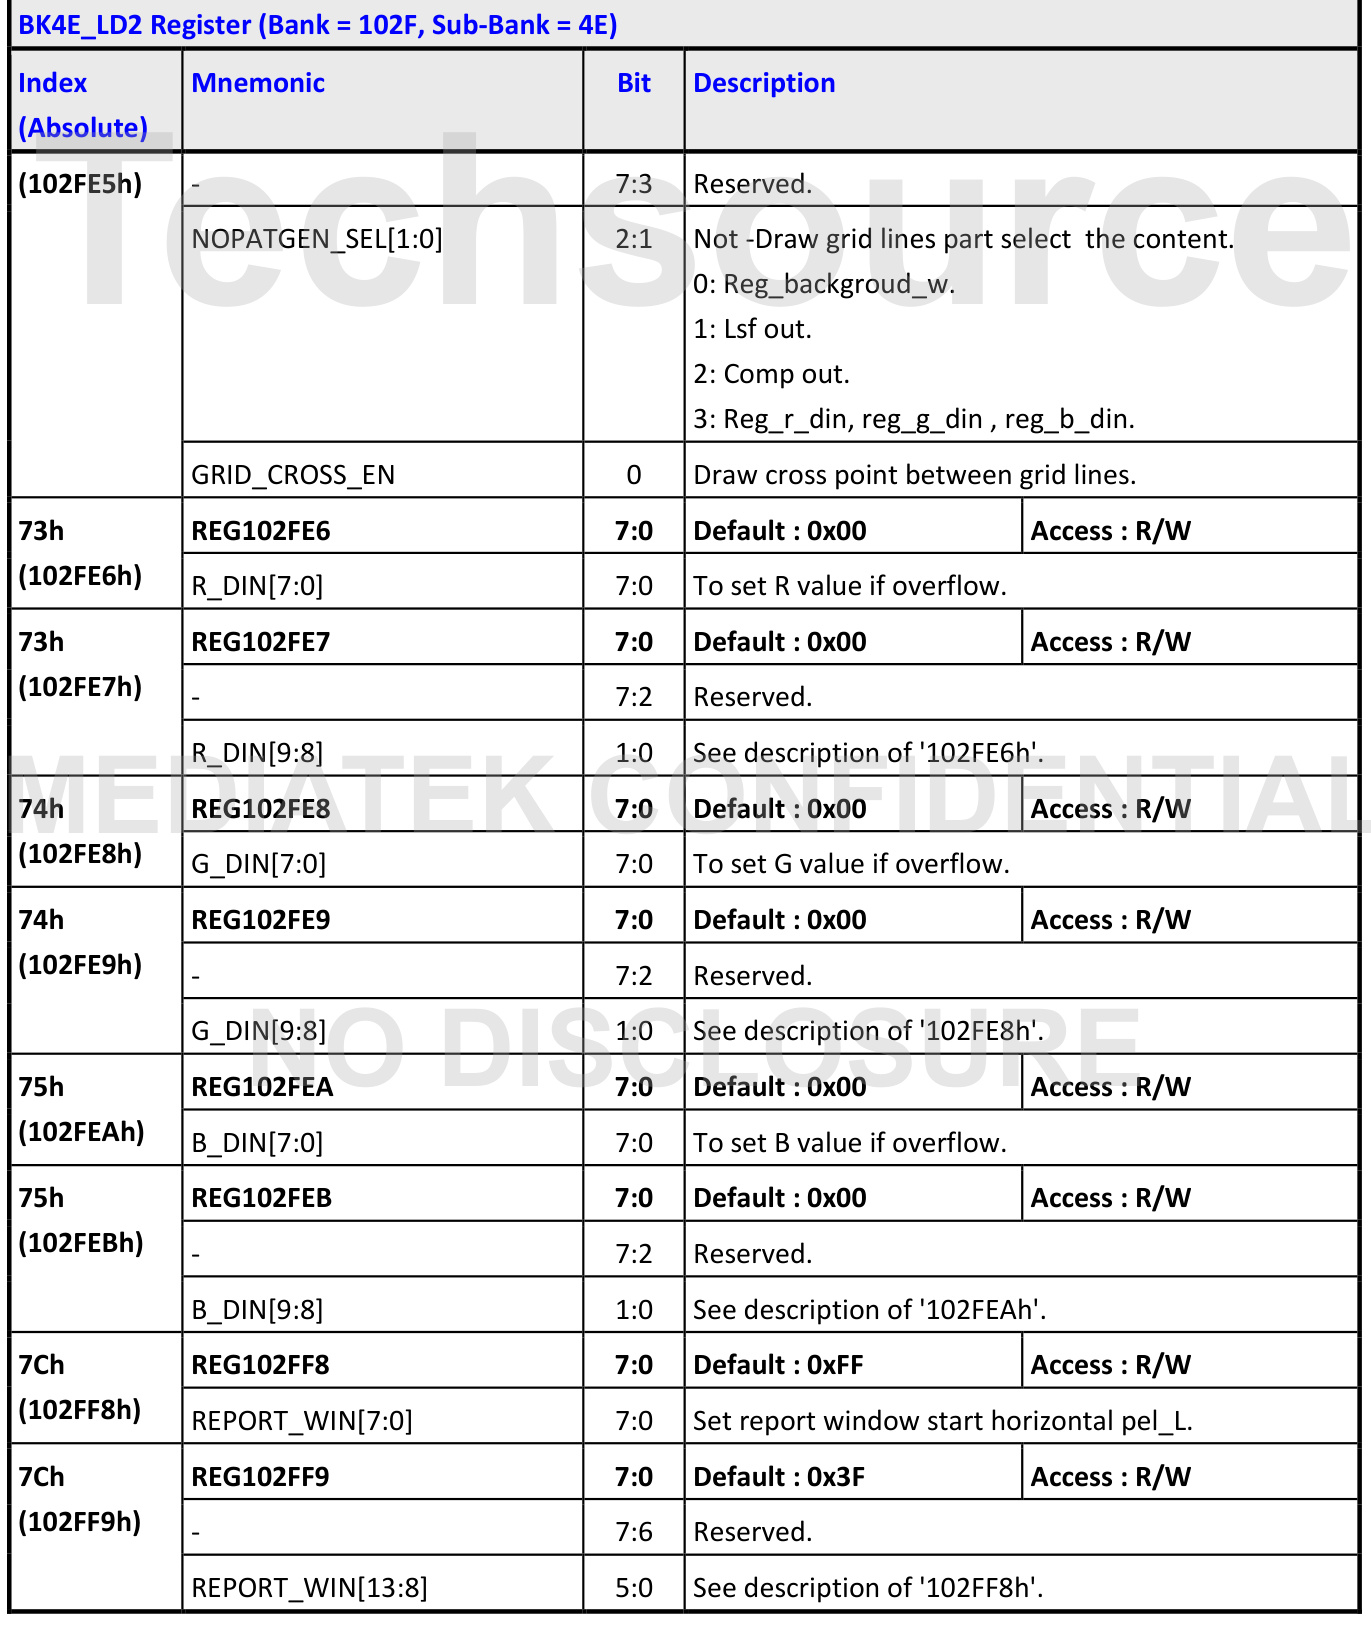 BK4E_LD2 Register (Bank = 102F, Sub-Bank = 4E)
Index (Absolute) Mnemonic Bit Description
(102FE5h) - 7:3 Reserved.
NOPATGEN_SEL[1:0] 2:1 Not -Draw grid lines part select  the content.
0: Reg_backgroud_w.
1: Lsf out.
2: Comp out.
3: Reg_r_din, reg_g_din , reg_b_din.
GRID_CROSS_EN 0 Draw cross point between grid lines.
73h REG102FE6 7:0 Default : 0x00 Access : R/W
(102FE6h) R_DIN[7:0] 7:0 To set R value if overflow.
73h REG102FE7 7:0 Default : 0x00 Access : R/W
(102FE7h) - 7:2 Reserved.
R_DIN[9:8] 1:0 See description of '102FE6h'.
74h REG102FE8 7:0 Default : 0x00 Access : R/W
(102FE8h) G_DIN[7:0] 7:0 To set G value if overflow.
74h REG102FE9 7:0 Default : 0x00 Access : R/W
(102FE9h) - 7:2 Reserved.
G_DIN[9:8] 1:0 See description of '102FE8h'.
75h REG102FEA 7:0 Default : 0x00 Access : R/W
(102FEAh) B_DIN[7:0] 7:0 To set B value if overflow.
75h REG102FEB 7:0 Default : 0x00 Access : R/W
(102FEBh) - 7:2 Reserved.
B_DIN[9:8] 1:0 See description of '102FEAh'.
7Ch REG102FF8 7:0 Default : 0xFF Access : R/W
(102FF8h) REPORT_WIN[7:0] 7:0 Set report window start horizontal pel_L.
7Ch REG102FF9 7:0 Default : 0x3F Access : R/W
(102FF9h) - 7:6 Reserved.
REPORT_WIN[13:8] 5:0 See description of '102FF8h'.
Techsource
MEDIATEK CONFIDENTIAL
NO DISCLOSURE